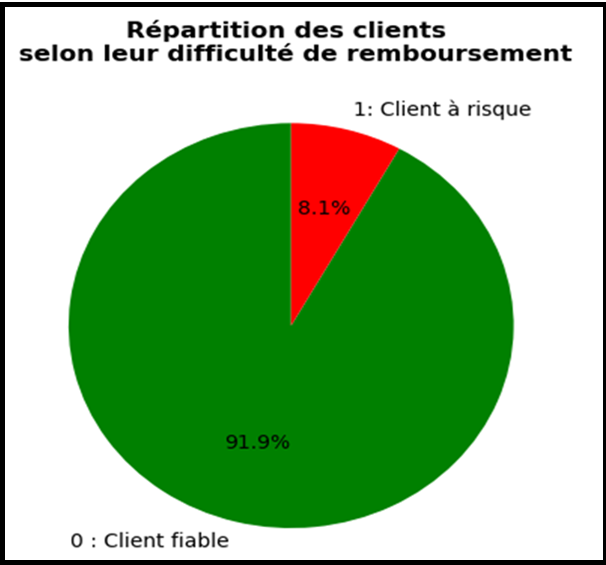 Répartition des clients
selon leur difficulté de remboursement
1: Client à risque
8.1%
91.9%
0 : Client fiable